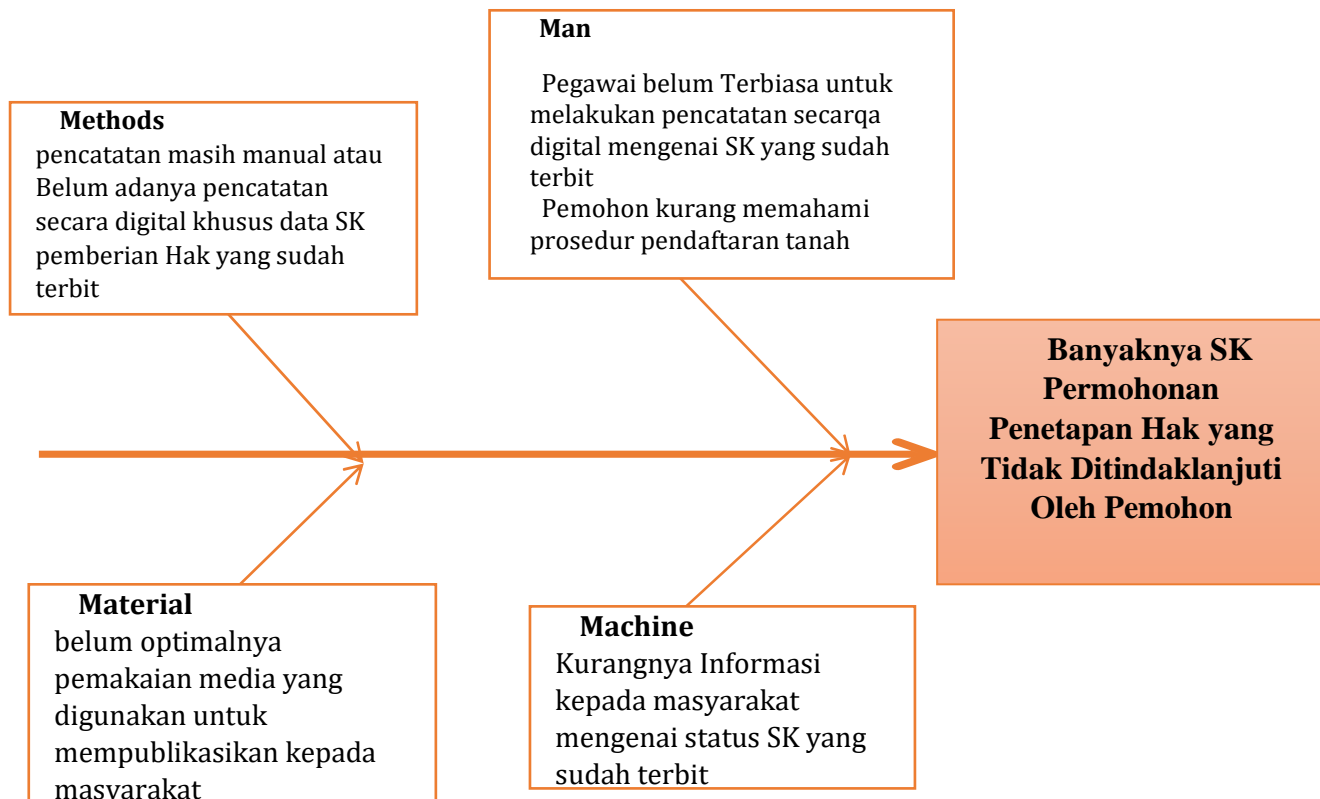 Man
Pegawai belum Terbiasa untuk
melakukan pencatatan secarqa
digital mengenai SK yang sudah
terbit
Pemohon kurang memahami
prosedur pendaftaran tanah
Methods
pencatatan masih manual atau
Belum adanya pencatatan
secara digital khusus data SK
pemberian Hak yang sudah
terbit
Banyaknya SK
Permohonan
Penetapan Hak yang
Tidak Ditindaklanjuti
Oleh Pemohon
Material
belum optimalnya
pemakaian media yang
digunakan untuk
mempublikasikan kepada
masyarakat
Machine
Kurangnya Informasi
kepada masyarakat
mengenai status SK yang
sudah terbit